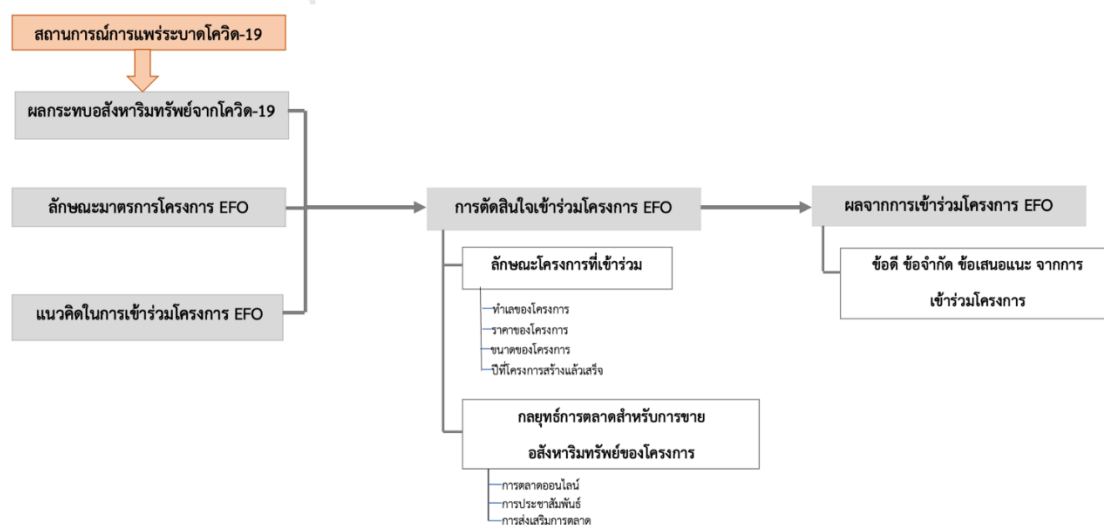 สถานการณ์การแพร่ระบาดโควิด-19
ผลกระทบอสังหาริมทรัพย์จากโควิด-19
ลักษณะมาตรการโครงการ EFO
แนวคิดในการเข้าร่วมโครงการ EFO
การตัดสินใจเข้าร่วมโครงการ EFO
ลักษณะโครงการที่เข้าร่วม
ทำเลของโครงการ
ราคาของโครงการ
ขนาดของโครงการ
ปีที่โครงการสร้างแล้วเสร็จ
กลยุทธ์การตลาดสำหรับการขาย
อสังหาริมทรัพย์ของโครงการ
การตลาดออนไลน์
การประชาสัมพันธ์
การส่งเสริมการตลาด
ผลจากการเข้าร่วมโครงการ EFO
ข้อดี ข้อจำกัด ข้อเสนอแนะ จากการ
เข้าร่วมโครงการ